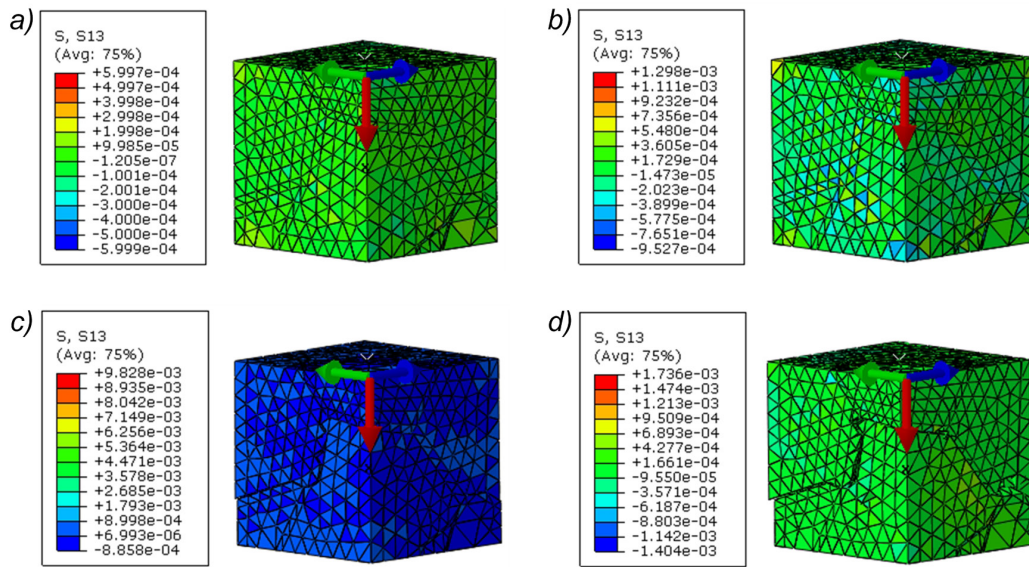 a)
S, S13
(Avg: 75%)
+5.997e-04
+4.997e-04
+3.998e-04
+2.998e-04
+1.998e-04
+9.985e-05
-1.205e-07
-1.001e-04
-2.001e-04
-3.000e-04
-4.000e-04
-5.000e-04
-5.999e-04
b)
S, S13
(Avg: 75%)
+1.298e-03
+1.111e-03
+9.232e-04
+7.356e-04
+5.480e-04
+3.605e-04
+1.729e-04
-1.473e-05
-2.023e-04
-3.899e-04
-5.775e-04
-7.651e-04
-9.527e-04
c)
S, S13
(Avg: 75%)
+9.828e-03
+8.935e-03
+8.042e-03
+7.149e-03
+6.256e-03
+5.364e-03
+4.471e-03
+3.578e-03
+2.685e-03
+1.793e-03
+8.998e-04
+6.993e-06
-8.858e-04
d)
S, S13
(Avg: 75%)
+1.736e-03
+1.474e-03
+1.213e-03
+9.509e-04
+6.893e-04
+4.277e-04
+1.661e-04
-9.550e-05
-3.571e-04
-6.187e-04
-8.803e-04
-1.142e-03
-1.404e-03